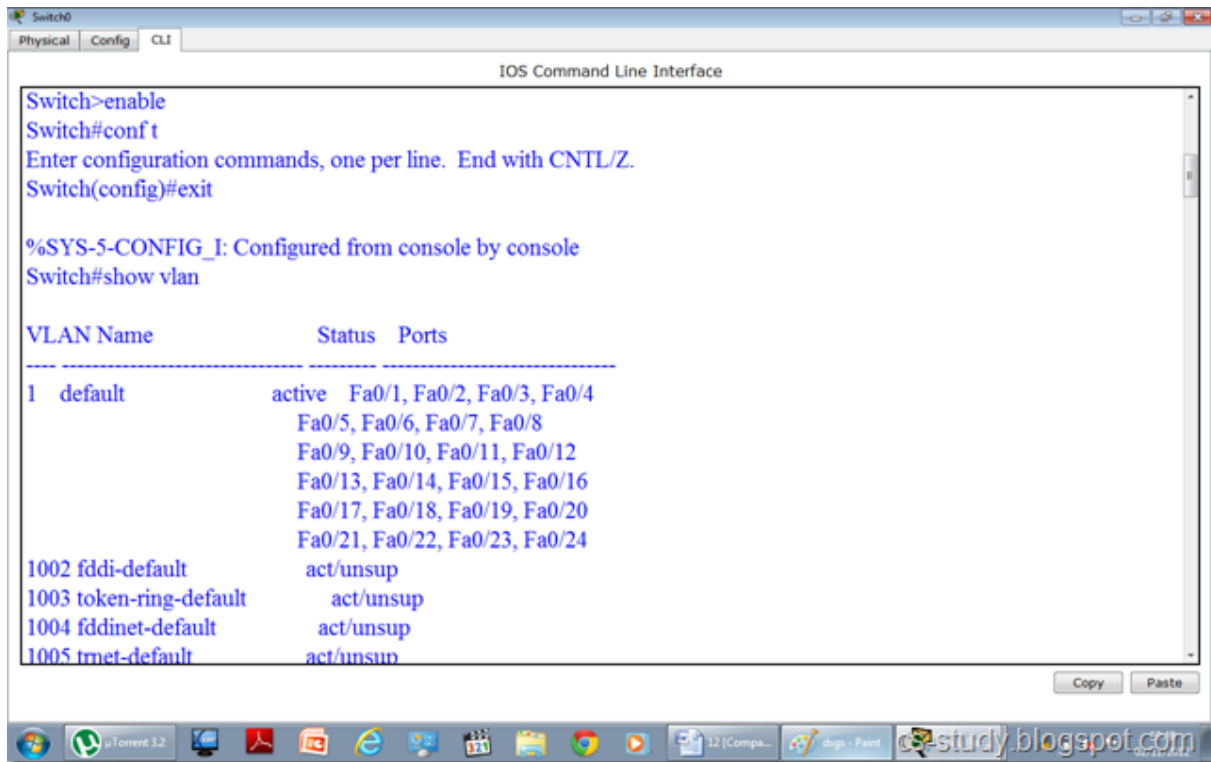 Switch0
Physical Config CLI
IOS Command Line Interface
Switch>enable
Switch#conf t
Enter configuration commands, one per line.  End with CNTL/Z.
Switch(config)#exit
%SYS-5-CONFIG_I: Configured from console by console
Switch#show vlan
VLAN Name Status Ports
---- -------------------------------- --------- -------------------------------
1 default active Fa0/1, Fa0/2, Fa0/3, Fa0/4
Fa0/5, Fa0/6, Fa0/7, Fa0/8
Fa0/9, Fa0/10, Fa0/11, Fa0/12
Fa0/13, Fa0/14, Fa0/15, Fa0/16
Fa0/17, Fa0/18, Fa0/19, Fa0/20
Fa0/21, Fa0/22, Fa0/23, Fa0/24
1002 fddi-default act/unsup
1003 token-ring-default act/unsup
1004 fddinet-default act/unsup
1005 trnet-default act/unsup
Copy Paste
µTorrent 3.2 321 12 [Compa... dsgs - Paint -study.blogspot.com